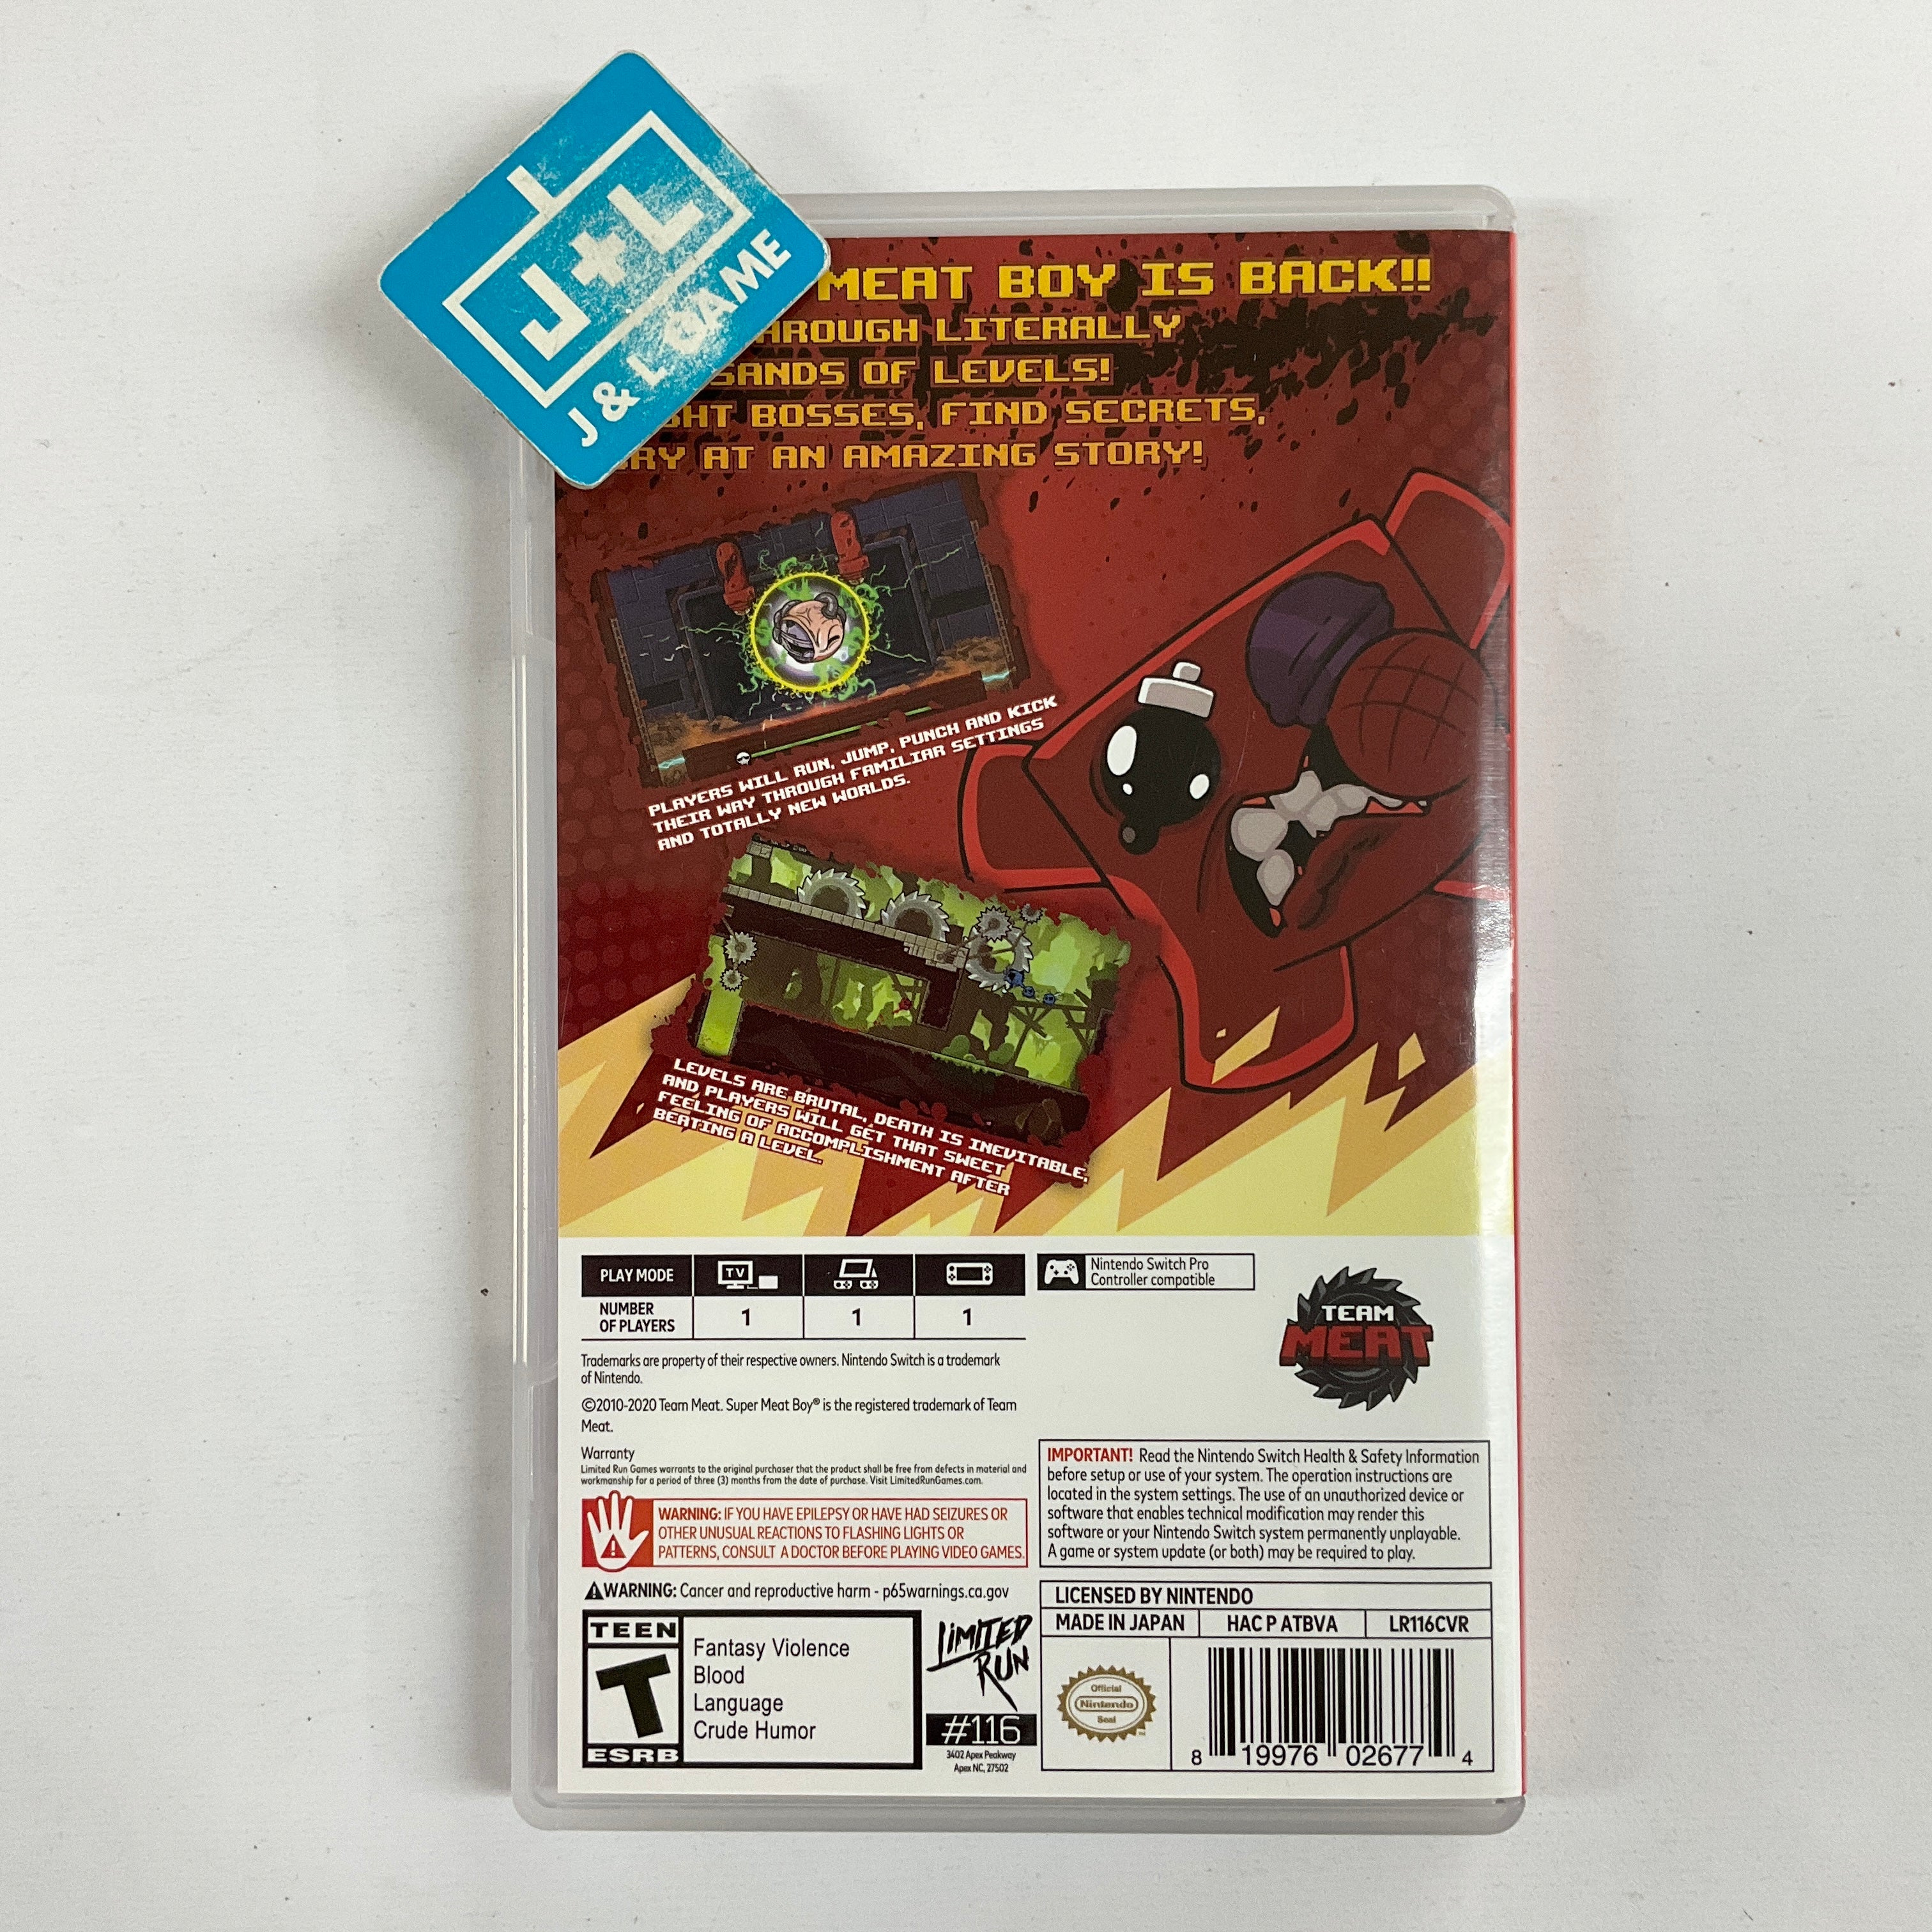 J+L
J & L GAME
MEAT BOY IS BACK!!
LITERALLY
OF LEVELS!
BOSSES, FIND SECRETS,
AT AN AMAZING STORY!
PLAYERS WILL RUN, JUMP, PUNCH AND KICK
THEIR WAY THROUGH FAMILIAR SETTINGS
AND TOTALLY NEW WORLDS.
LEVELS ARE BRUTAL, DEATH IS INEVITABLE,
AND PLAYERS WILL GET THAT SWEET
FEELING OF ACCOMPLISHMENT AFTER
BEATING A LEVEL.
PLAY MODE TV
NUMBER
OF PLAYERS 1 1 1
Nintendo Switch Pro
Controller compatible
TEAM
MEAT
Trademarks are property of their respective owners. Nintendo Switch is a trademark
of Nintendo.
©2010-2020 Team Meat. Super Meat Boy® is the registered trademark of Team
Meat.
Warranty
Limited Run Games warrants to the original purchaser that the product shall be free from defects in material and
workmanship for a period of three (3) months from the date of purchase. Visit LimitedRunGames.com.
WARNING: IF YOU HAVE EPILEPSY OR HAVE HAD SEIZURES OR
OTHER UNUSUAL REACTIONS TO FLASHING LIGHTS OR
PATTERNS, CONSULT A DOCTOR BEFORE PLAYING VIDEO GAMES.
WARNING: Cancer and reproductive harm - p65warnings.ca.gov
IMPORTANT! Read the Nintendo Switch Health & Safety Information
before setup or use of your system. The operation instructions are
located in the system settings. The use of an unauthorized device or
software that enables technical modification may render this
software or your Nintendo Switch system permanently unplayable.
A game or system update (or both) may be required to play.
TEEN
T
ESRB
Fantasy Violence
Blood
Language
Crude Humor
LIMITED
RUN
#116
3402 Apex Peakway
Apex NC, 27502
LICENSED BY NINTENDO
MADE IN JAPAN HAC P ATBVA LR116CVR
Official
Nintendo
Seal
8 19976 02677 4